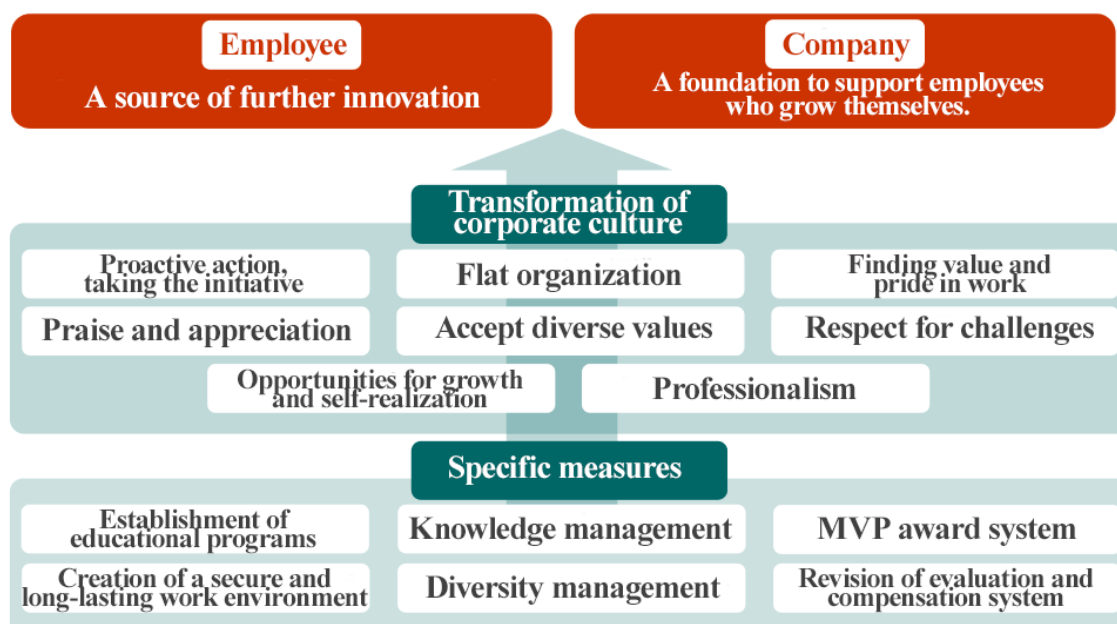 Employee
A source of further innovation
Company
A foundation to support employees
who grow themselves.
Transformation of
corporate culture
Proactive action,
taking the initiative
Flat organization
Finding value and
pride in work
Praise and appreciation
Accept diverse values
Respect for challenges
Opportunities for growth
and self-realization
Professionalism
Specific measures
Establishment of
educational programs
Knowledge management
MVP award system
Creation of a secure and
long-lasting work environment
Diversity management
Revision of evaluation and
compensation system